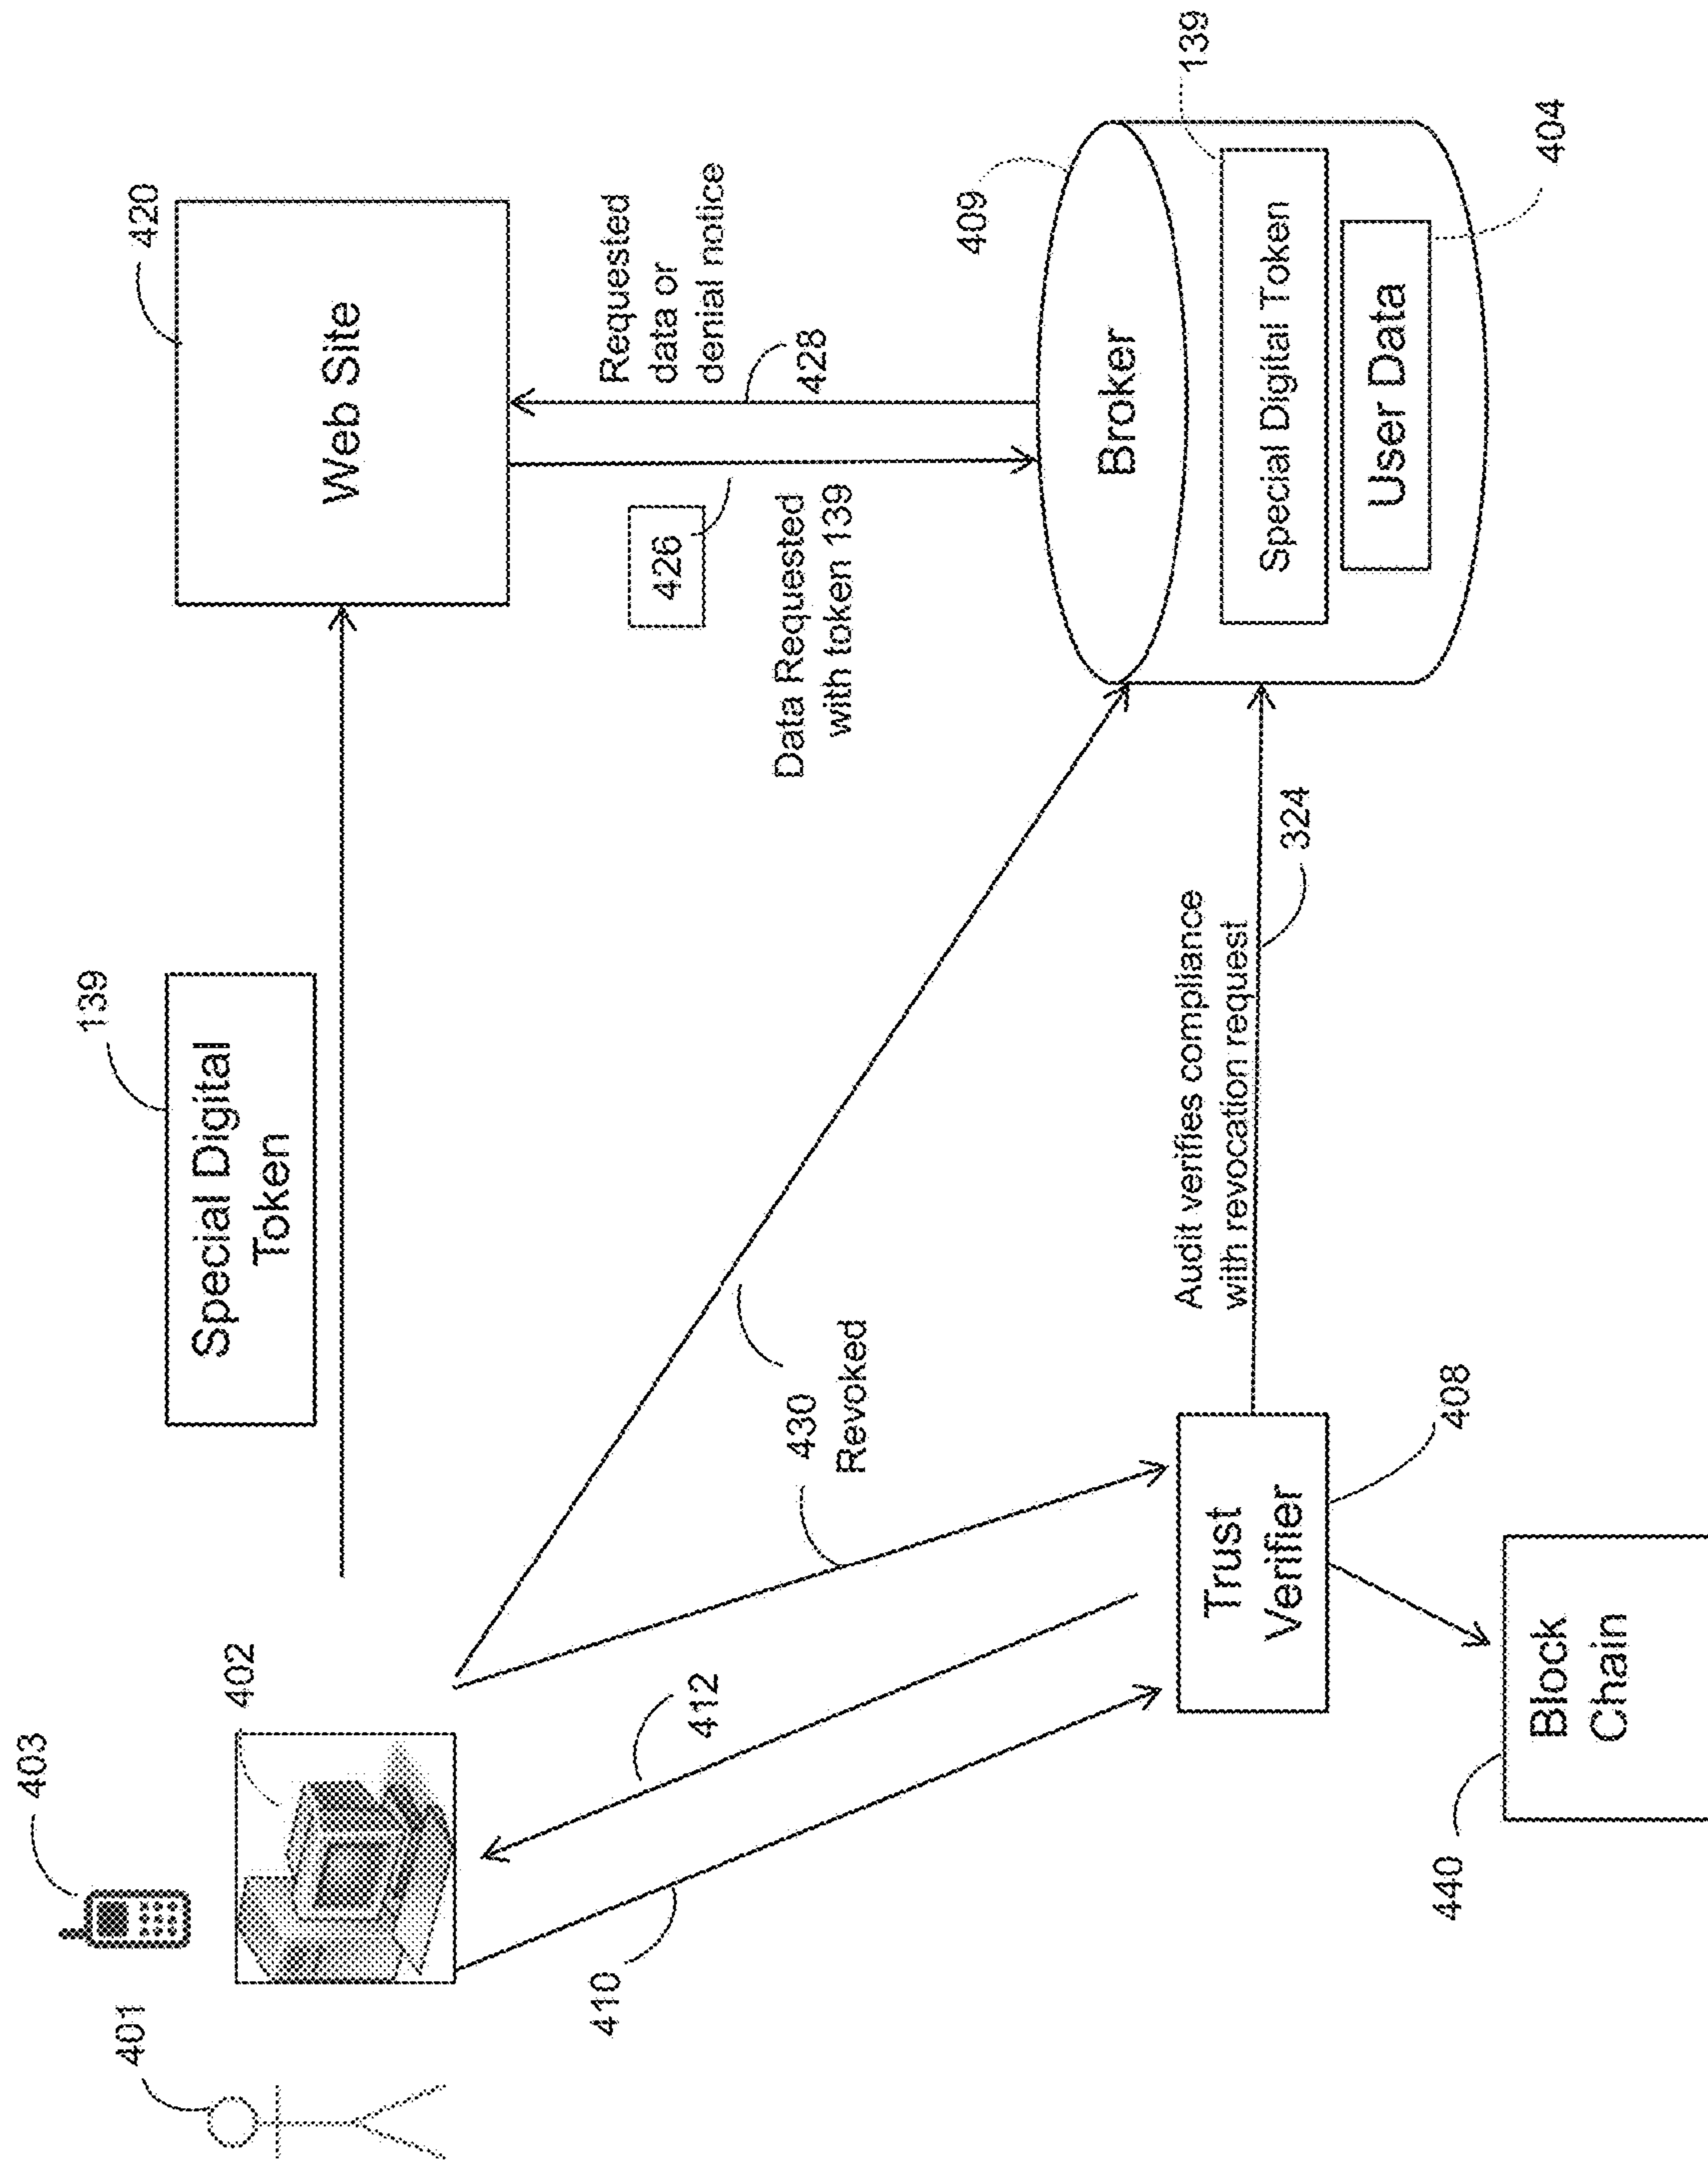 403
401
402
139
Special Digital
Token
420
Web Site
410
412
430
Revoked
426
Data Requested
with token 139
Requested
data or
denial notice
428
409
Broker
139
Special Digital Token
User Data
404
Audit verifies compliance
with revocation request
324
Trust
Verifier
408
440
Block
Chain